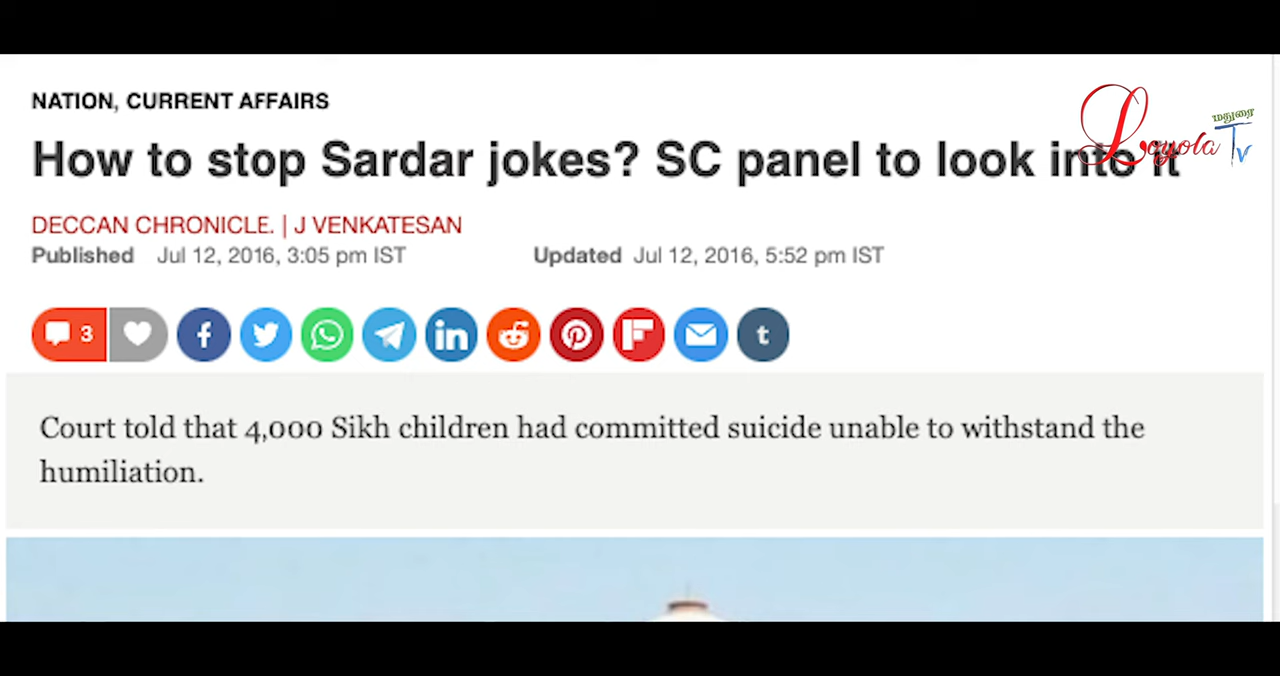 NATION, CURRENT AFFAIRS
How to stop Sardar jokes? SC panel to look into it
மதுரை
Loyola Tv
DECCAN CHRONICLE. | J VENKATESAN
Published Jul 12, 2016, 3:05 pm IST Updated Jul 12, 2016, 5:52 pm IST
3
Court told that 4,000 Sikh children had committed suicide unable to withstand the
humiliation.